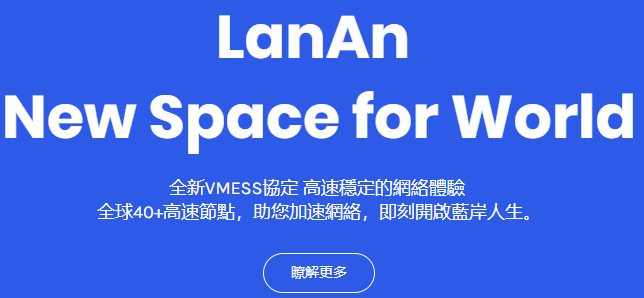 LanAn
New Space for World
全新VMESS協定 高速穩定的網絡體驗
全球40+高速節點，助您加速網絡，即刻開啟藍岸人生。
瞭解更多